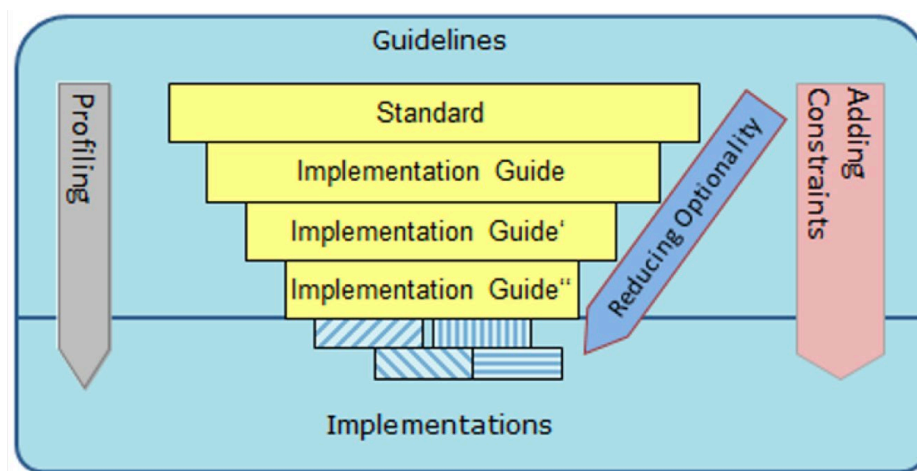 Guidelines
Profiling
Standard
Implementation Guide
Implementation Guide‘
Implementation Guide“
Reducing Optionality
Adding
Constraints
Implementations